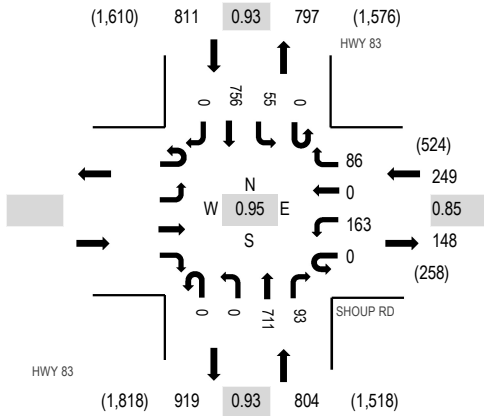 (1,610) 811 0.93 797 (1,576)
HWY 83
0 756 55 0
(524)
86
249
N
0
W 0.95 E
0.85
163
148
S
0
(258)
0 0 711 93
SHOUP RD
HWY 83
(1,818) 919 0.93 804 (1,518)